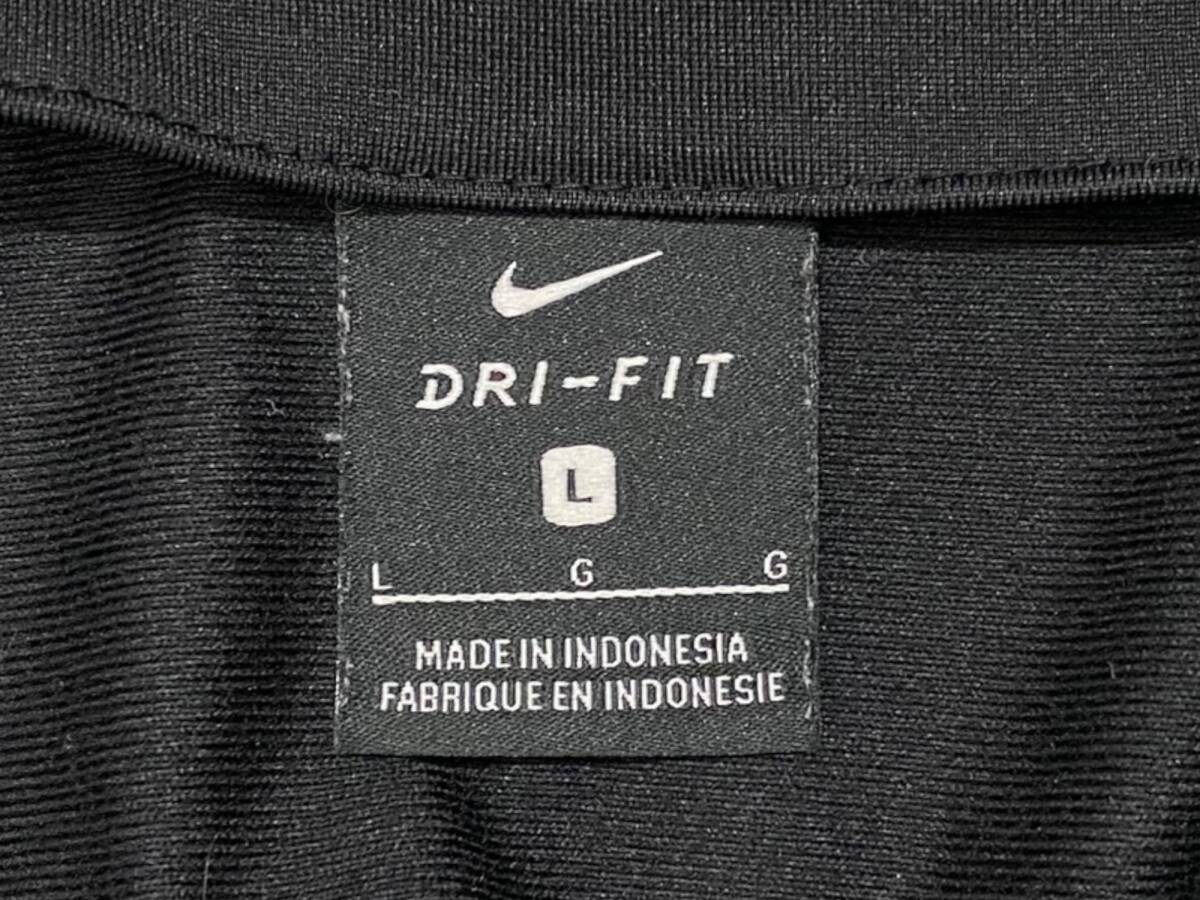 DRI-FIT
L
L G G
MADE IN INDONESIA
FABRIQUE EN INDONESIE